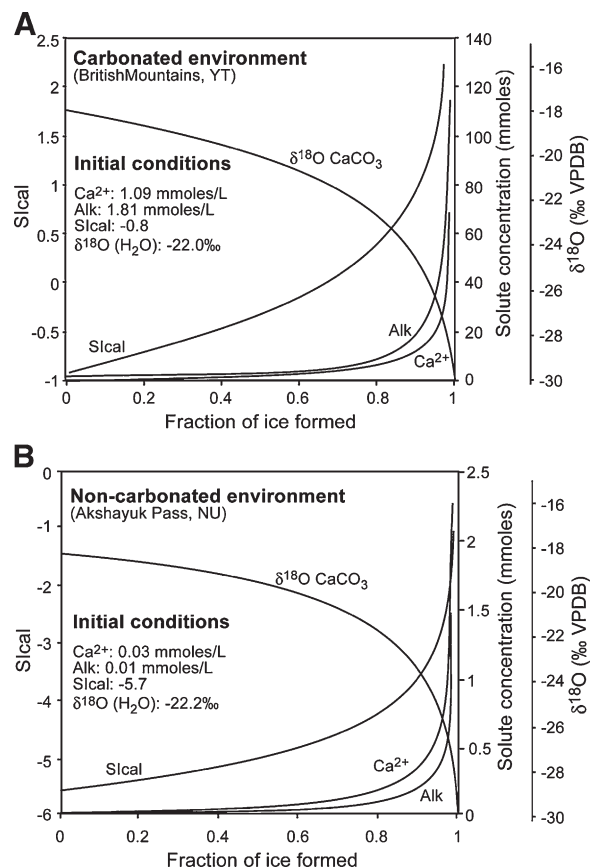 A
Carbonated environment
(BritishMountains, YT)
δ18O CaCO3
Initial conditions
Ca2+: 1.09 mmoles/L
Alk: 1.81 mmoles/L
SIcal: -0.8
δ18O (H2O): -22.0‰
SIcal
Alk
Ca2+
2.5
2
1.5
1
0.5
0
-0.5
-1
SIcal
140
120
100
80
60
40
20
0
Solute concentration (mmoles)
-16
-18
-20
-22
-24
-26
-28
-30
δ18O (‰ VPDB)
0 0.2 0.4 0.6 0.8 1
Fraction of ice formed
B
Non-carbonated environment
(Akshayuk Pass, NU)
δ18O CaCO3
Initial conditions
Ca2+: 0.03 mmoles/L
Alk: 0.01 mmoles/L
SIcal: -5.7
δ18O (H2O): -22.2‰
SIcal
Ca2+
Alk
0
-1
-2
-3
-4
-5
-6
SIcal
2.5
2
1.5
1
0.5
0
Solute concentration (mmoles)
-16
-18
-20
-22
-24
-26
-28
-30
δ18O (‰ VPDB)
0 0.2 0.4 0.6 0.8 1
Fraction of ice formed